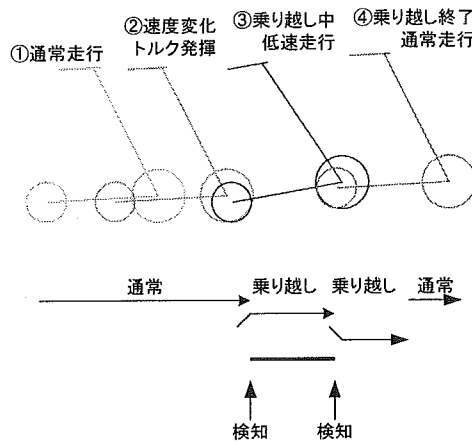 ①通常走行
②速度変化
トルク発揮
③乗り越し中
低速走行
④乗り越し終了
通常走行
通常
乗り越し
乗り越し
通常
検知
検知